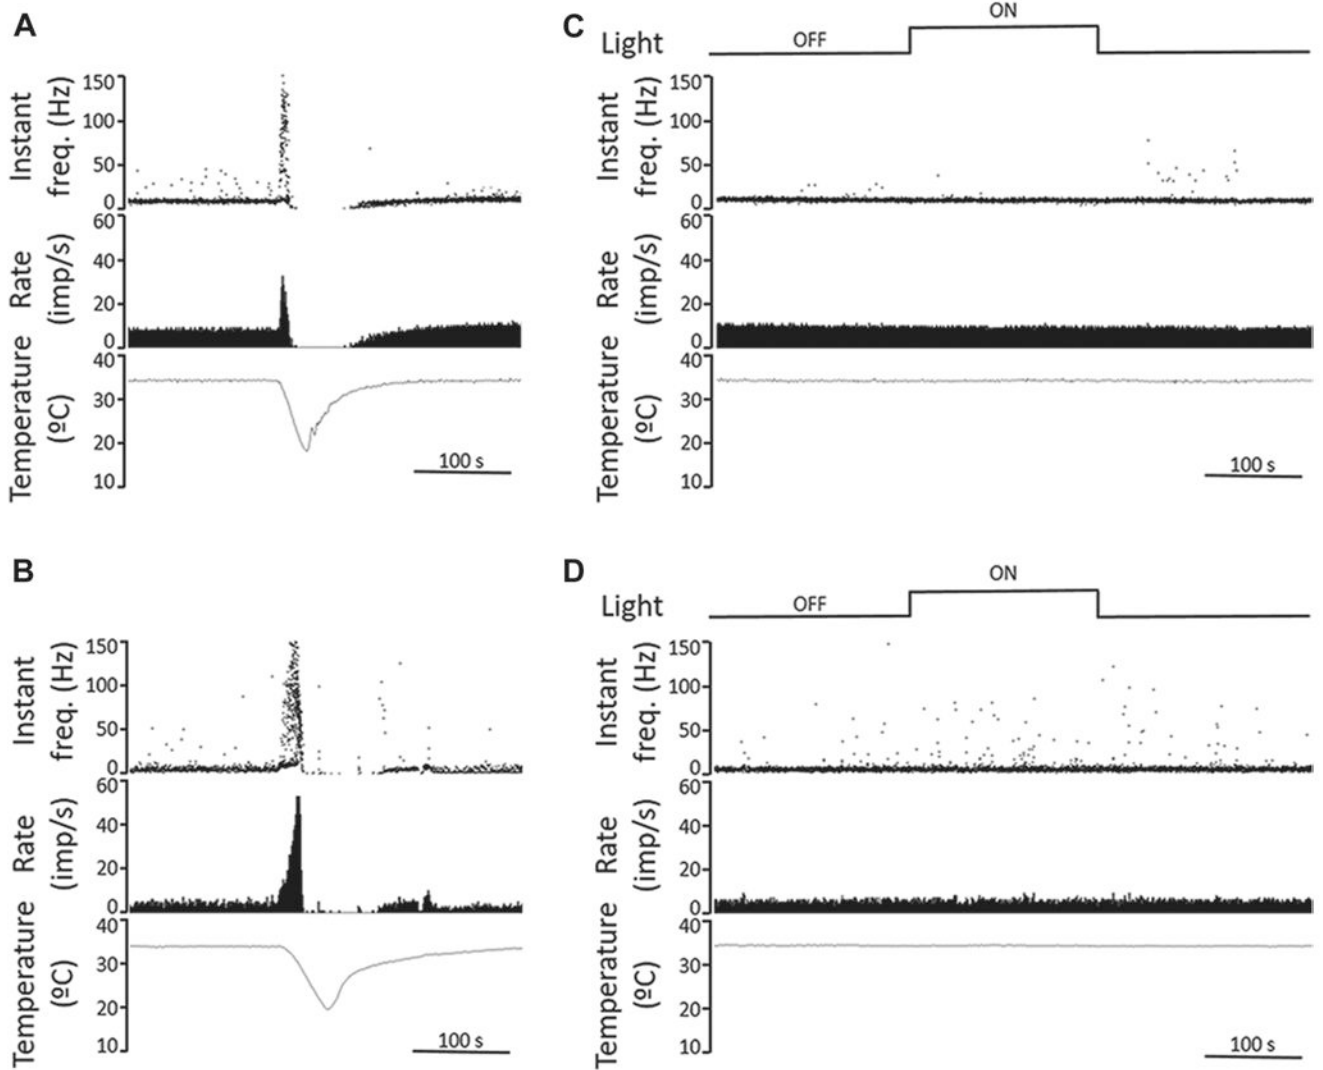 A
Instant
freq. (Hz)
150
100
50
0
Rate
(imp/s)
60
40
20
0
Temperature
(ºC)
40
30
20
10
100 s
C
Light
OFF
ON
Instant
freq. (Hz)
150
100
50
0
Rate
(imp/s)
60
40
20
0
Temperature
(ºC)
40
30
20
10
100 s
B
Instant
freq. (Hz)
150
100
50
0
Rate
(imp/s)
60
40
20
0
Temperature
(ºC)
40
30
20
10
100 s
D
Light
OFF
ON
Instant
freq. (Hz)
150
100
50
0
Rate
(imp/s)
60
40
20
0
Temperature
(ºC)
40
30
20
10
100 s